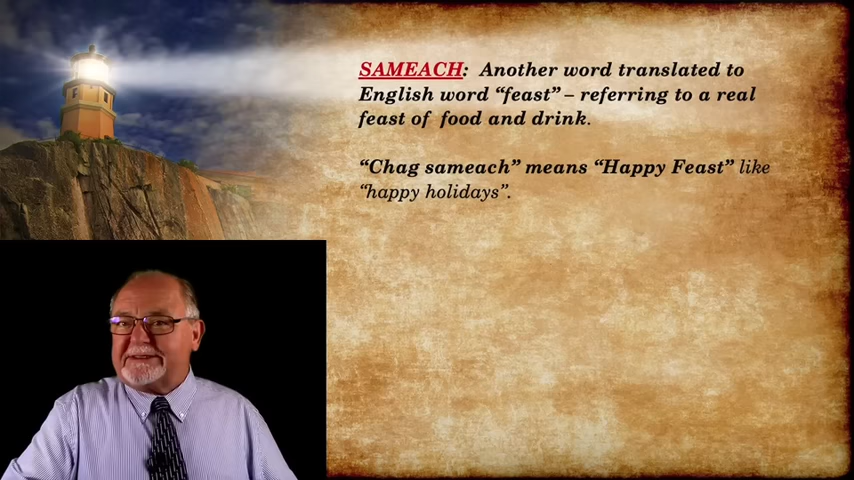 SAMEACH:  Another word translated to
English word “feast” – referring to a real
feast of  food and drink.
“Chag sameach” means “Happy Feast” like
“happy holidays”.